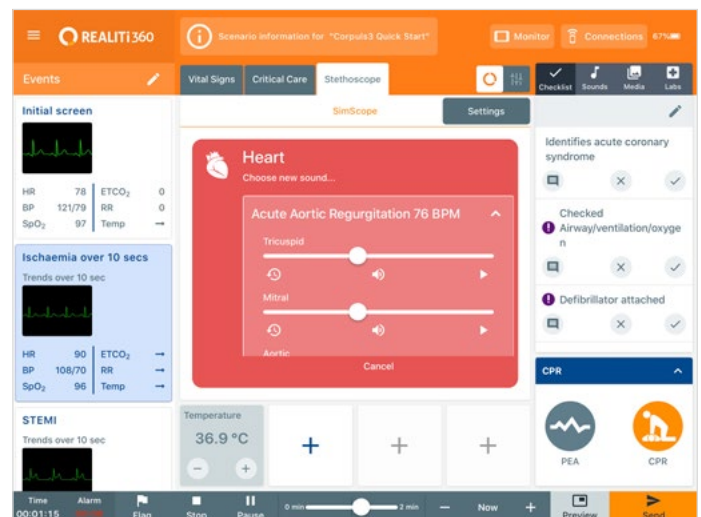 REALITi360
Scenario information for "Corpuls3 Quick Start"
Monitor
Connections
67%
Events
Vital Signs
Critical Care
Stethoscope
Checklist
Sounds
Media
Labs
SimScope
Settings
Initial screen
HR 78 ETCO2 0
BP 121/79 RR 0
SpO2 97 Temp →
Ischaemia over 10 secs
Trends over 10 sec
HR 90 ETCO2 →
BP 108/70 RR →
SpO2 96 Temp →
STEMI
Trends over 10 sec
Heart
Choose new sound...
Acute Aortic Regurgitation 76 BPM
Tricuspid
Mitral
Aortic
Cancel
Temperature
36.9 °C
− +
+ + +
Identifies acute coronary
syndrome
Checked
Airway/ventilation/oxyge
n
Defibrillator attached
CPR
PEA
CPR
Time
00:01:15
Alarm
Flag
Stop
Pause
0 min
2 min
− Now +
Preview
Send